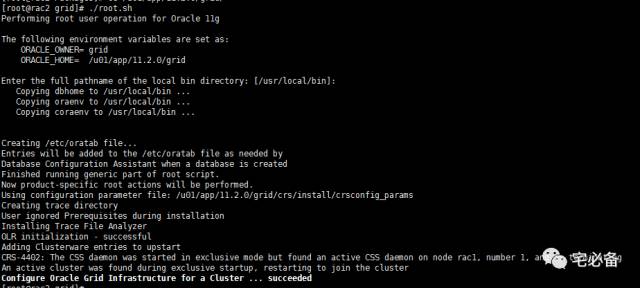 [root@rac2 grid]# ./root.sh
Performing root user operation for Oracle 11g
The following environment variables are set as:
ORACLE_OWNER= grid
ORACLE_HOME= /u01/app/11.2.0/grid
Enter the full pathname of the local bin directory: [/usr/local/bin]:
Copying dbhome to /usr/local/bin ...
Copying oraenv to /usr/local/bin ...
Copying coraenv to /usr/local/bin ...
Creating /etc/oratab file...
Entries will be added to the /etc/oratab file as needed by
Database Configuration Assistant when a database is created
Finished running generic part of root script.
Now product-specific root actions will be performed.
Using configuration parameter file: /u01/app/11.2.0/grid/crs/install/crsconfig_params
Creating trace directory
User ignored Prerequisites during installation
Installing Trace File Analyzer
OLR initialization - successful
Adding Clusterware entries to upstart
CRS-4402: The CSS daemon was started in exclusive mode but found an active CSS daemon on node rac1, number 1,
An active cluster was found during exclusive startup, restarting to join the cluster
Configure Oracle Grid Infrastructure for a Cluster ... succeeded
[root@rac2 grid]#
宅必备